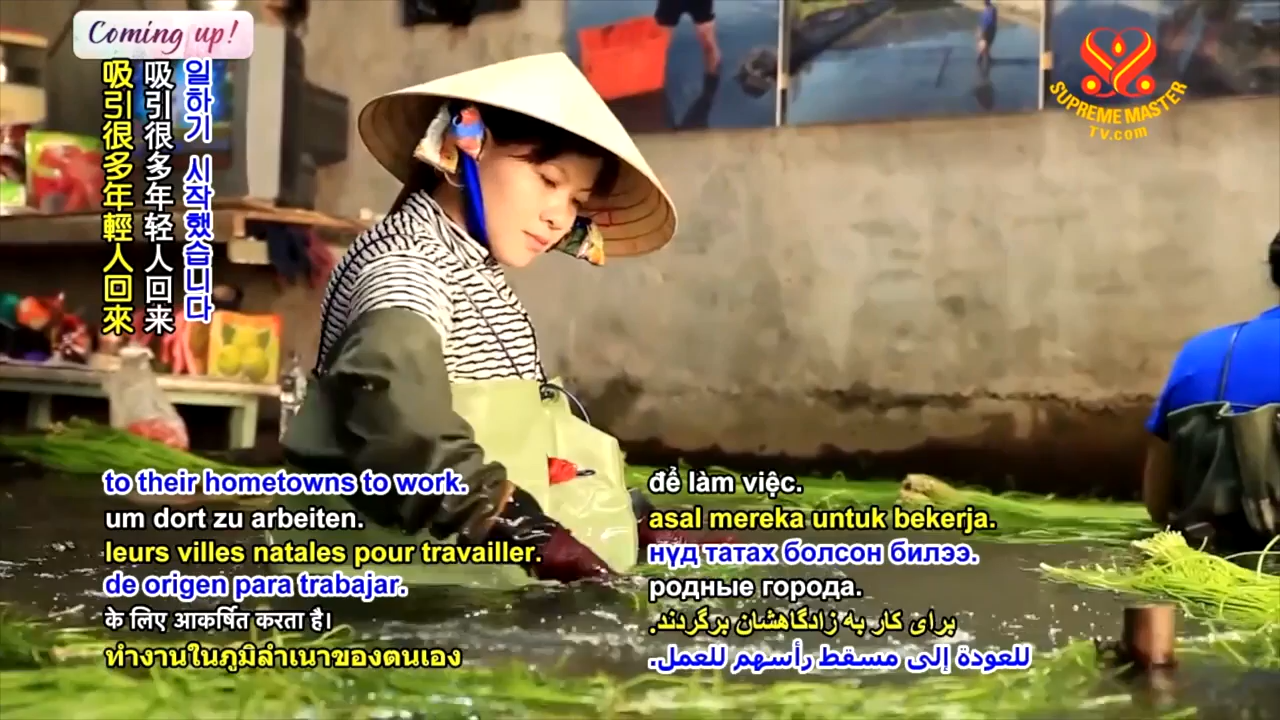 Coming up!
SUPREME MASTER
TV.com
일하기 시작했습니다
吸引很多年轻人回来
吸引很多年輕人回來
to their hometowns to work.
um dort zu arbeiten.
leurs villes natales pour travailler.
de origen para trabajar.
के लिए आकर्षित करता है।
ทำงานในภูมิลำเนาของตนเอง
để làm việc.
asal mereka untuk bekerja.
нүд татах болсон билээ.
родные города.
برای کار به زادگاهشان برگردند.
للعودة إلى مسقط رأسهم للعمل.